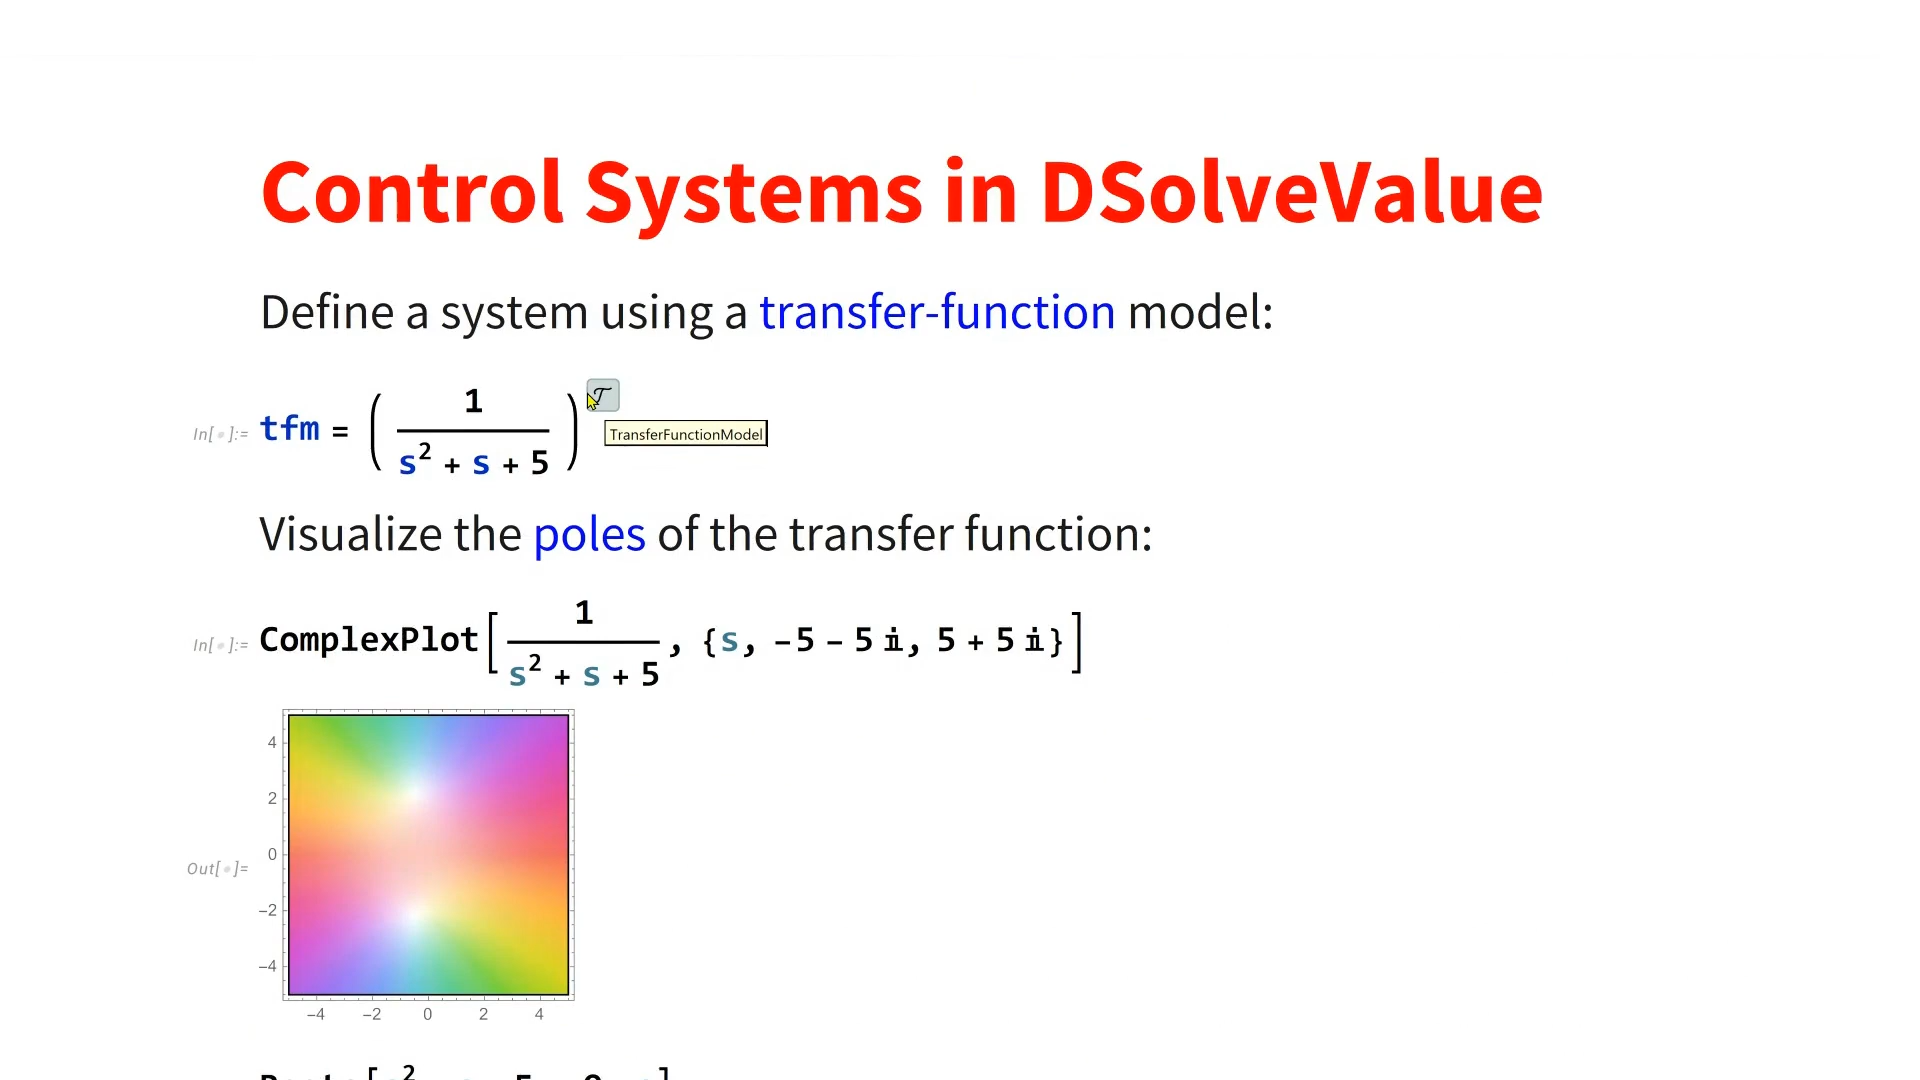 Control Systems in DSolveValue
Define a system using a transfer-function model:
In[ ]:= tfm = ( 1 / s² + s + 5 ) 𝒯
TransferFunctionModel
Visualize the poles of the transfer function:
In[ ]:= ComplexPlot[ 1 / s² + s + 5 , {s, -5 - 5 i, 5 + 5 i}]
4
2
0
Out[ ]=
-2
-4
-4 -2 0 2 4